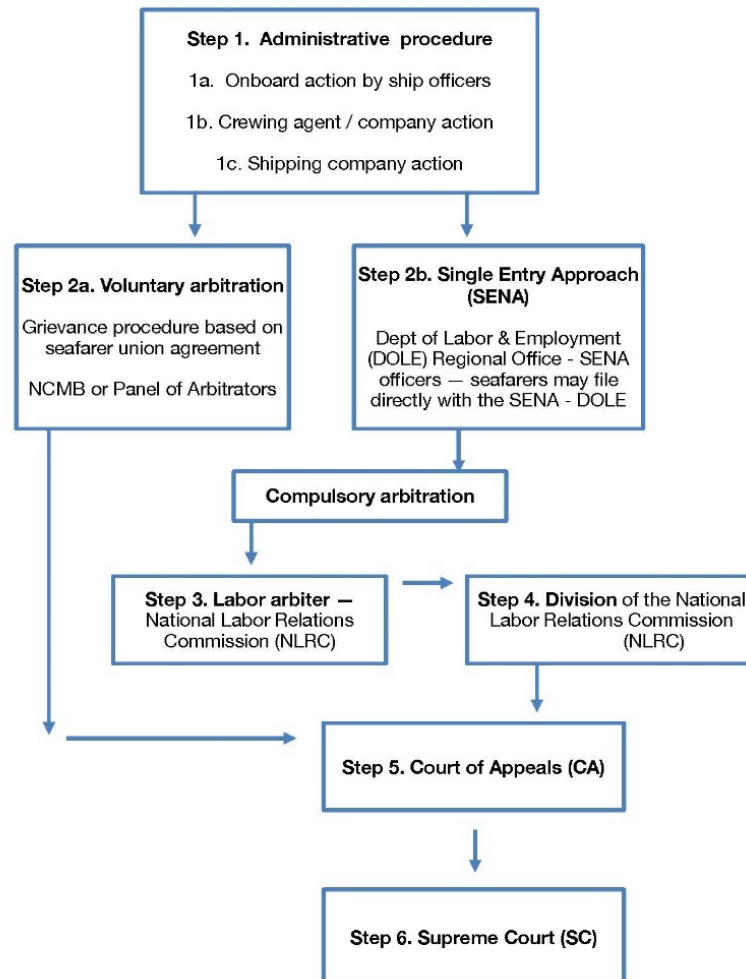 Step 1. Administrative procedure
1a. Onboard action by ship officers
1b. Crewing agent / company action
1c. Shipping company action
Step 2a. Voluntary arbitration
Grievance procedure based on
seafarer union agreement
NCMB or Panel of Arbitrators
Step 2b. Single Entry Approach
(SENA)
Dept of Labor & Employment
(DOLE) Regional Office - SENA
officers — seafarers may file
directly with the SENA - DOLE
Compulsory arbitration
Step 3. Labor arbiter —
National Labor Relations
Commission (NLRC)
Step 4. Division of the National
Labor Relations Commission
(NLRC)
Step 5. Court of Appeals (CA)
Step 6. Supreme Court (SC)